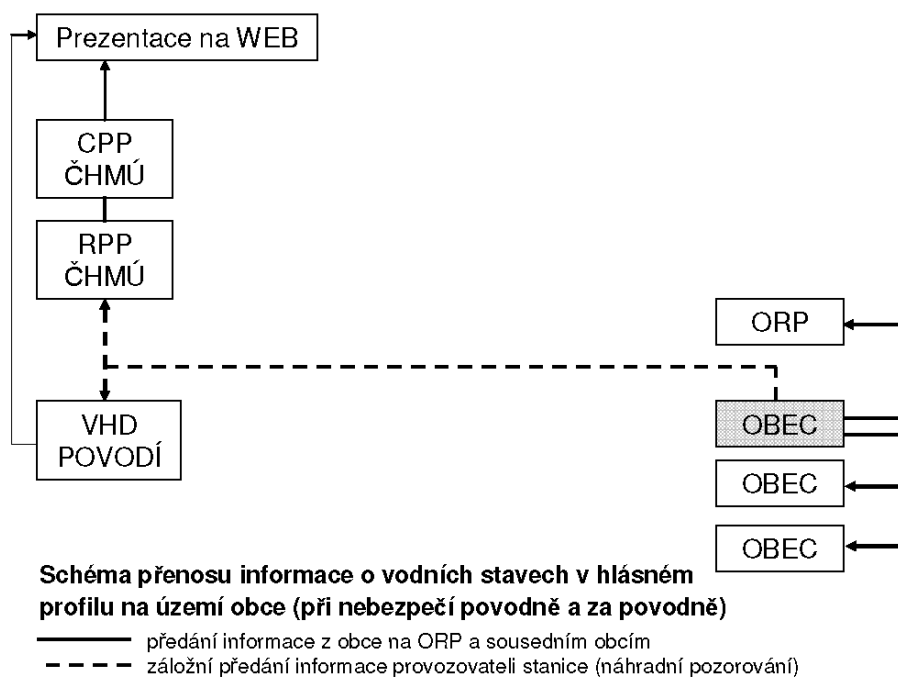 Prezentace na WEB
CPP
ČHMÚ
RPP
ČHMÚ
ORP
VHD
POVODÍ
OBEC
OBEC
OBEC
Schéma přenosu informace o vodních stavech v hlásném
profilu na území obce (při nebezpečí povodně a za povodně)
předání informace z obce na ORP a sousedním obcím
záložní předání informace provozovateli stanice (náhradní pozorování)